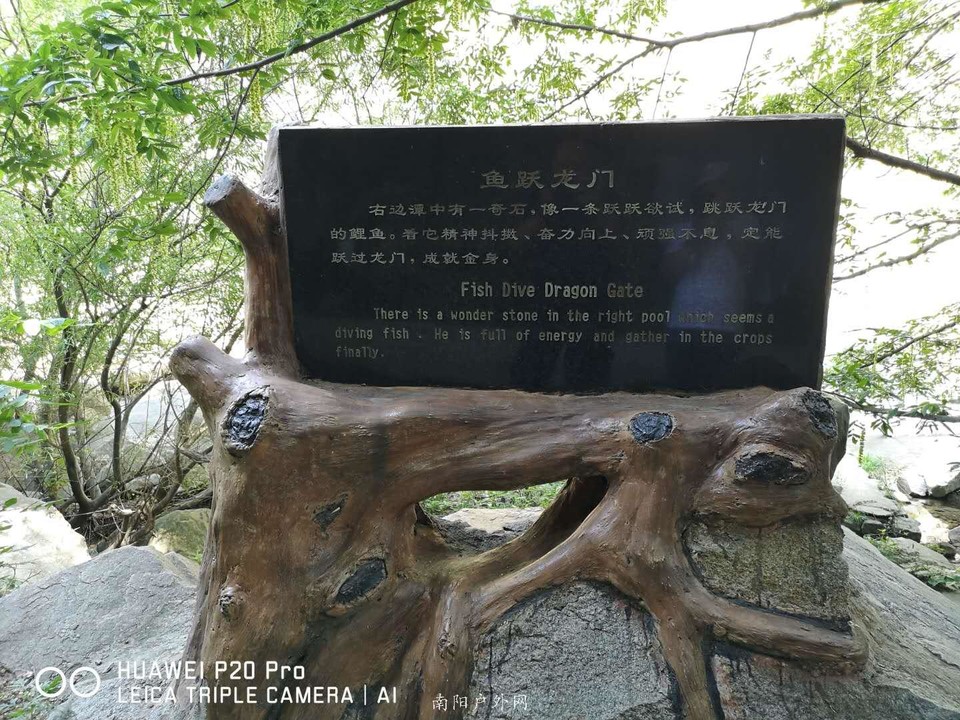 鱼跃龙门
右边谭中有一奇石，像一条跃跃欲试，跳跃龙门
的鲤鱼。看它精神抖擞、奋力向上、顽强不息，定能
跃过龙门，成就金身。
Fish Dive Dragon Gate
There is a wonder stone in the right pool which seems a
diving fish . He is full of energy and gather in the crops
finally.
HUAWEI P20 Pro
LEICA TRIPLE CAMERA | AI
南阳户外网